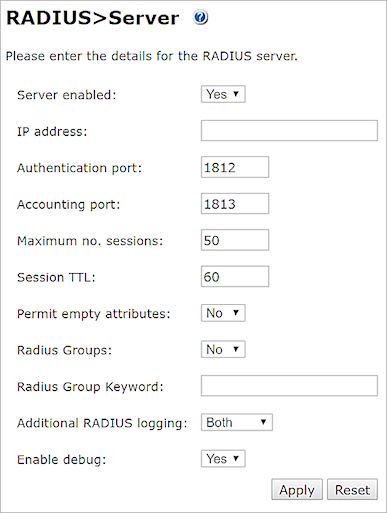 RADIUS>Server ?
Please enter the details for the RADIUS server.
Server enabled: Yes
IP address:
Authentication port: 1812
Accounting port: 1813
Maximum no. sessions: 50
Session TTL: 60
Permit empty attributes: No
Radius Groups: No
Radius Group Keyword:
Additional RADIUS logging: Both
Enable debug: Yes
Apply Reset